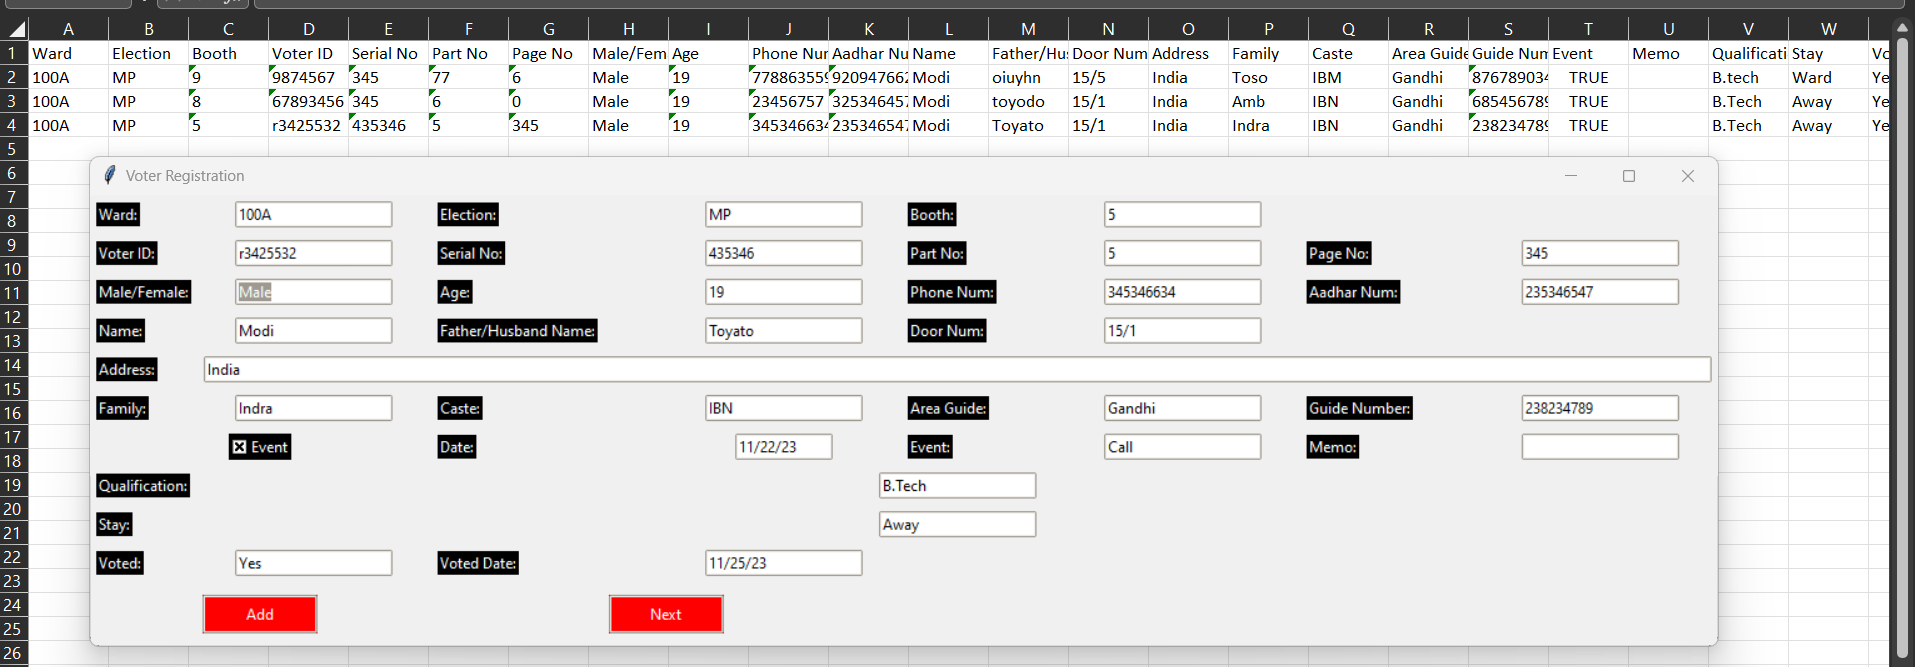 A B C D E F G H I J K L M N O P Q R S T U V W
1 Ward Election Booth Voter ID Serial No Part No Page No Male/Fem Age Phone Nur Aadhar Nu Name Father/Hus Door Num Address Family Caste Area Guide Guide Num Event Memo Qualificati Stay Vo
2 100A MP 9 9874567 345 77 6 Male 19 778863559 920947662 Modi oiuyhn 15/5 India Toso IBM Gandhi 876789034 TRUE B.tech Ward Ye
3 100A MP 8 67893456 345 6 0 Male 19 23456757 325346457 Modi toyodo 15/1 India Amb IBN Gandhi 685456789 TRUE B.Tech Away Ye
4 100A MP 5 r3425532 435346 5 345 Male 19 345346634 235346547 Modi Toyato 15/1 India Indra IBN Gandhi 238234789 TRUE B.Tech Away Ye
5
6
7
8
9
10
11
12
13
14
15
16
17
18
19
20
21
22
23
24
25
26
Voter Registration
Ward: 100A Election: MP Booth: 5
Voter ID: r3425532 Serial No: 435346 Part No: 5 Page No: 345
Male/Female: Male Age: 19 Phone Num: 345346634 Aadhar Num: 235346547
Name: Modi Father/Husband Name: Toyato Door Num: 15/1
Address: India
Family: Indra Caste: IBN Area Guide: Gandhi Guide Number: 238234789
Event Date: 11/22/23 Event: Call Memo:
Qualification: B.Tech
Stay: Away
Voted: Yes Voted Date: 11/25/23
Add Next